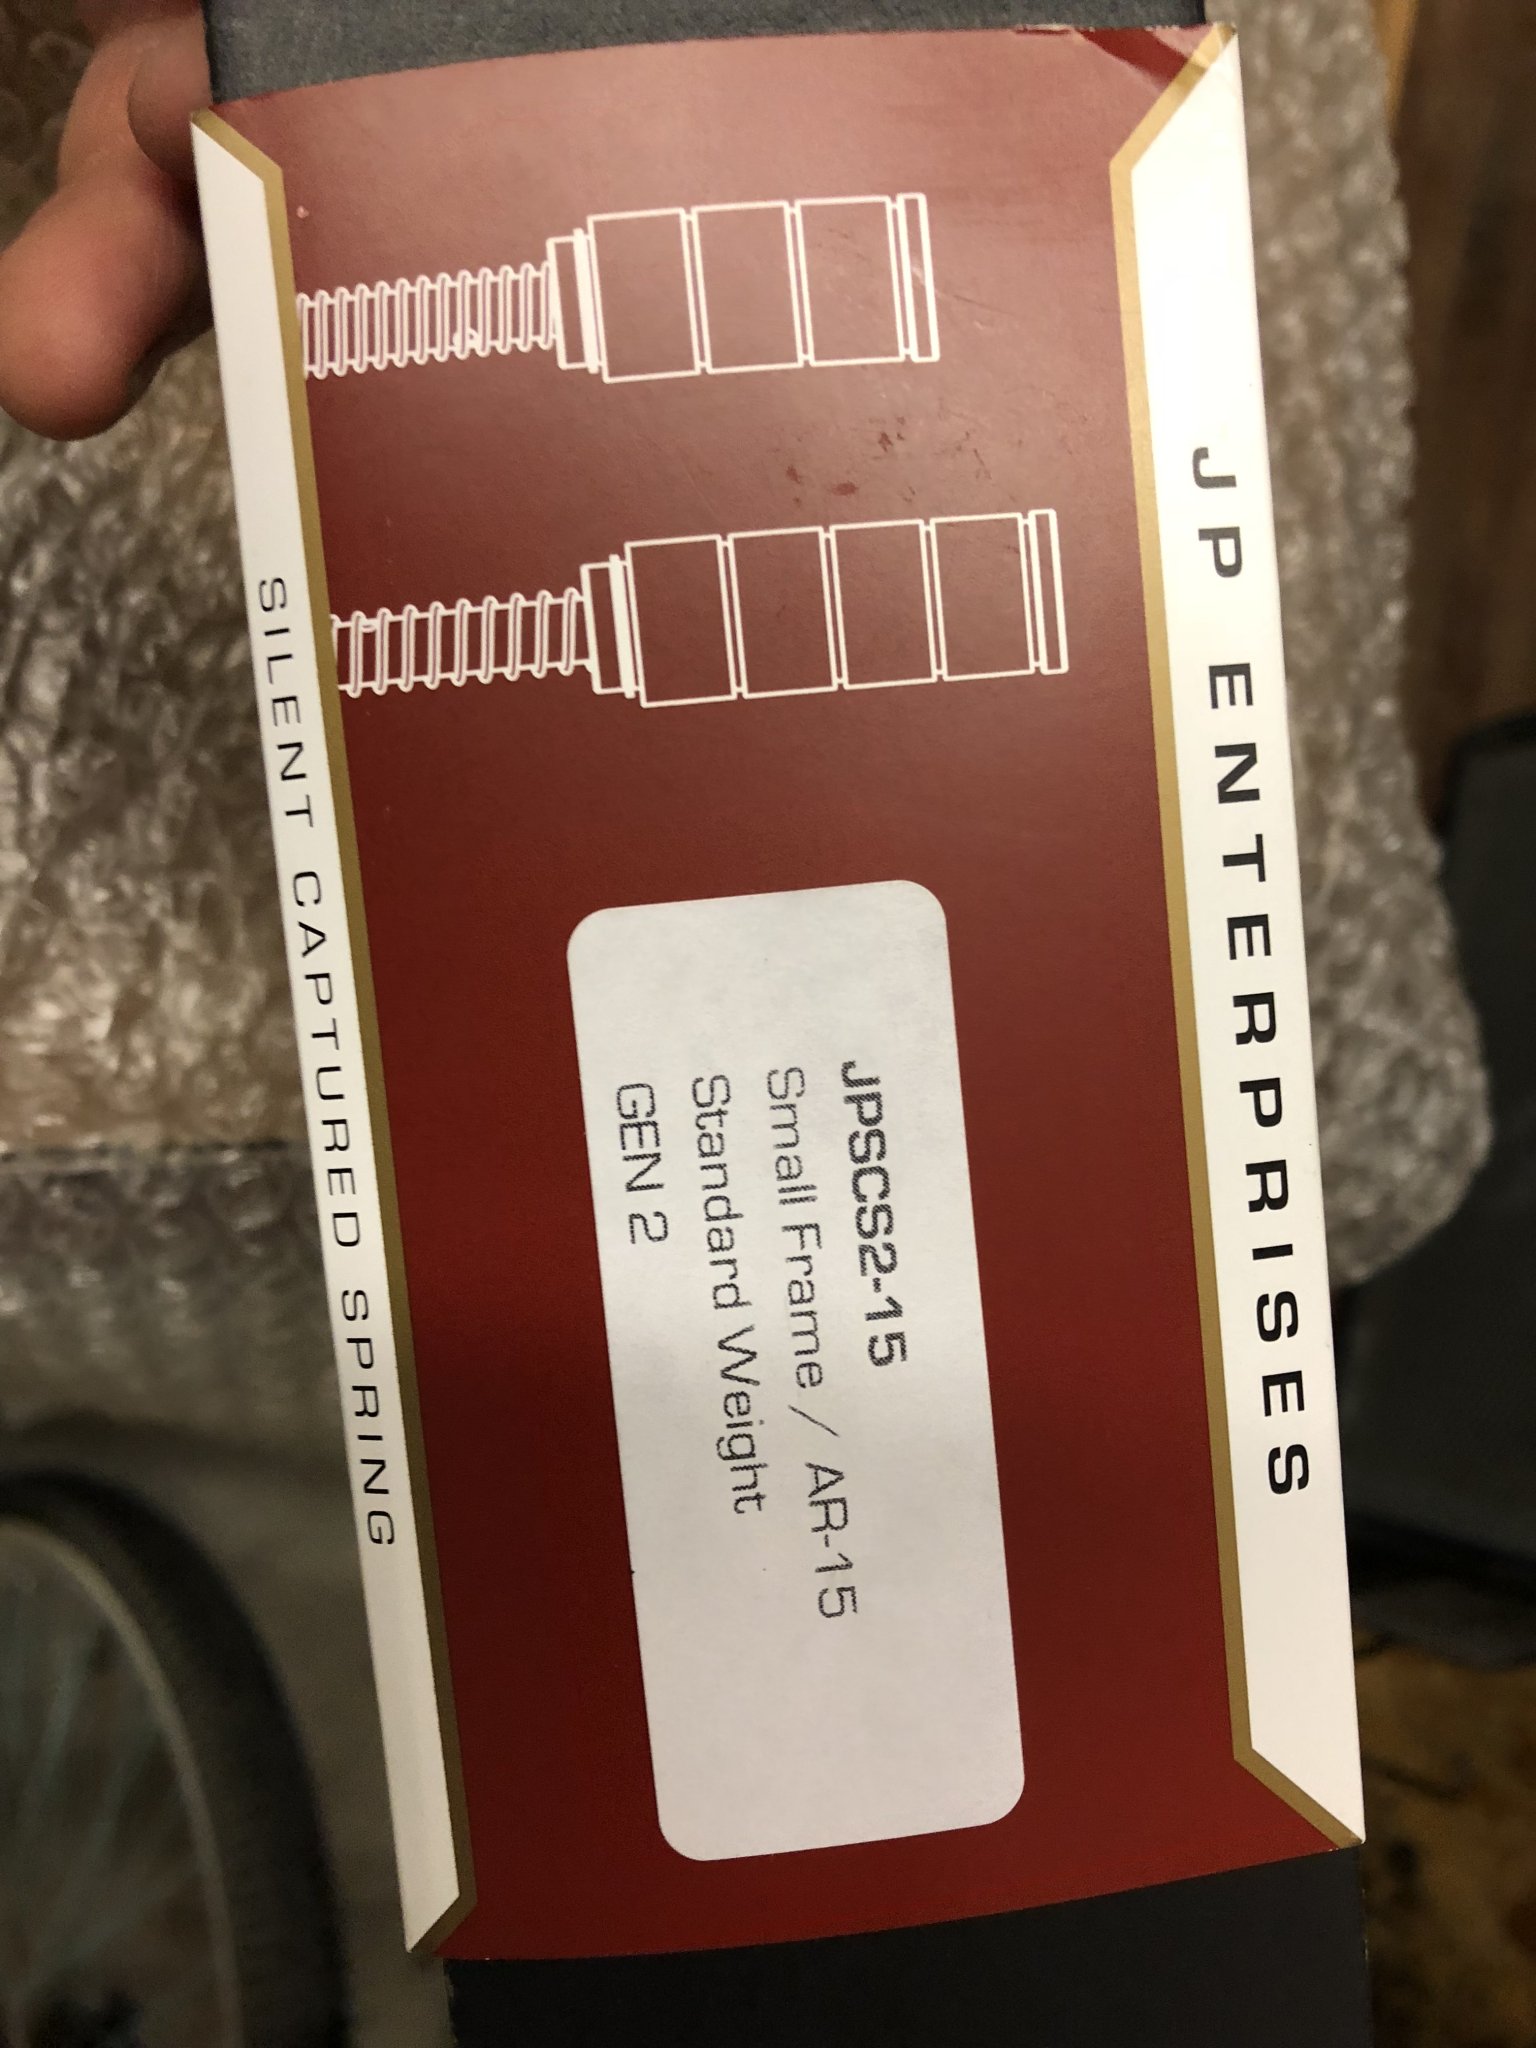 JP ENTERPRISES
JPSCS2-15
Small Frame / AR-15
Standard Weight
GEN 2
SILENT CAPTURED SPRING